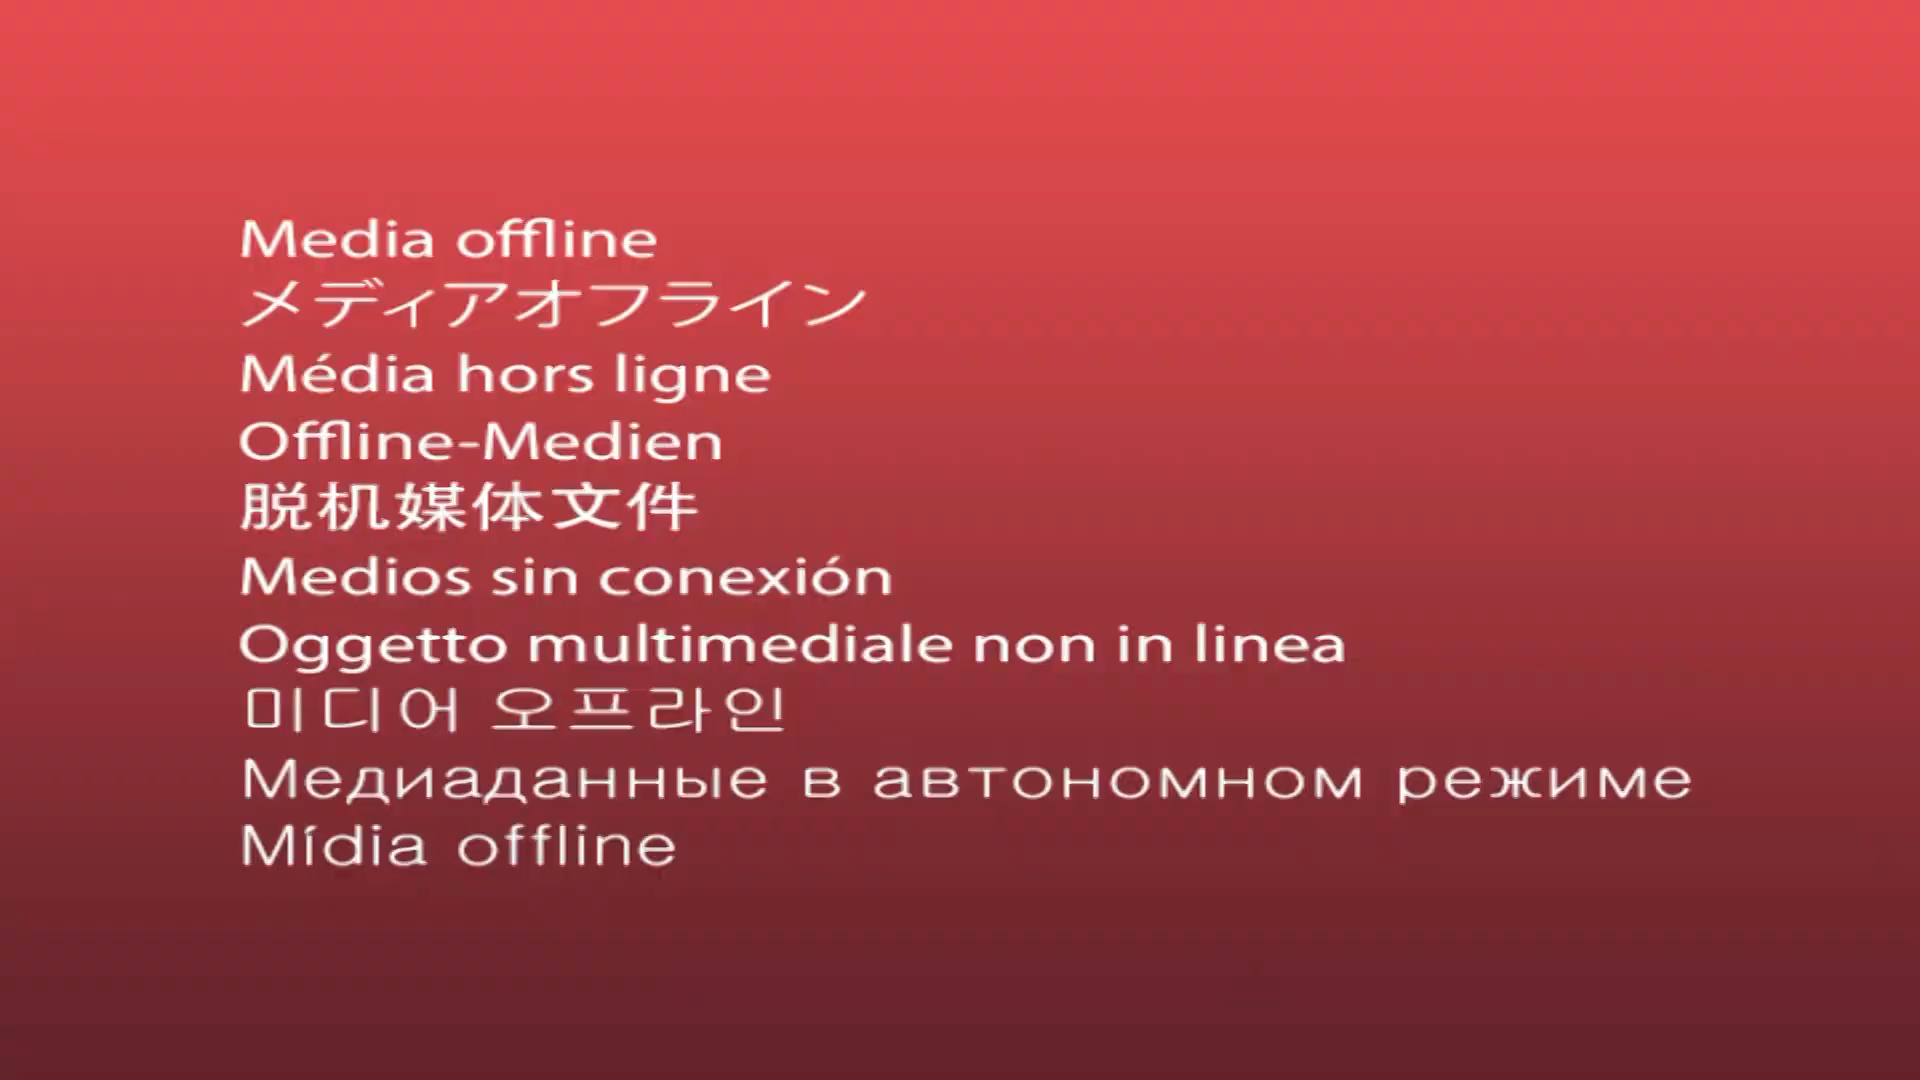 Media offline
メディアオフライン
Média hors ligne
Offline-Medien
脱机媒体文件
Medios sin conexión
Oggetto multimediale non in linea
미디어 오프라인
Медиаданные в автономном режиме
Mídia offline